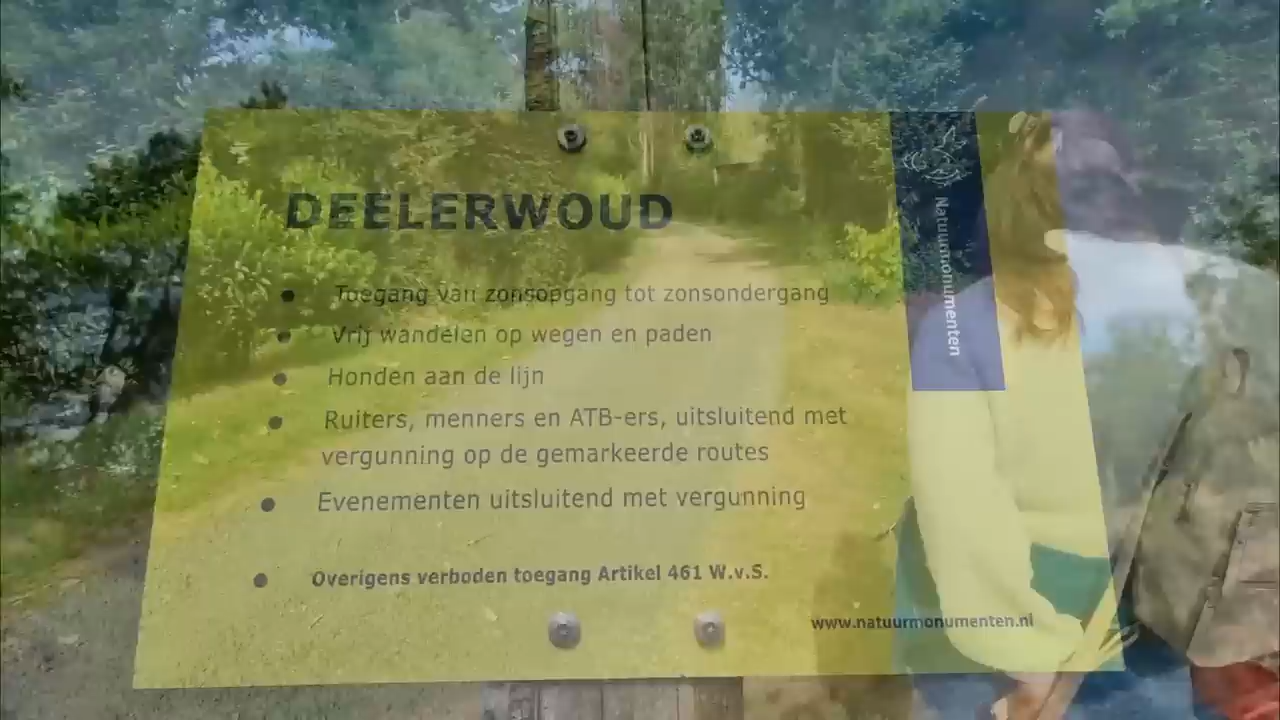 DEELERWOUD
Natuurmonumenten
• Toegang van zonsopgang tot zonsondergang
• Vrij wandelen op wegen en paden
• Honden aan de lijn
• Ruiters, menners en ATB-ers, uitsluitend met
vergunning op de gemarkeerde routes
• Evenementen uitsluitend met vergunning
• Overigens verboden toegang Artikel 461 W.v.S.
www.natuurmonumenten.nl